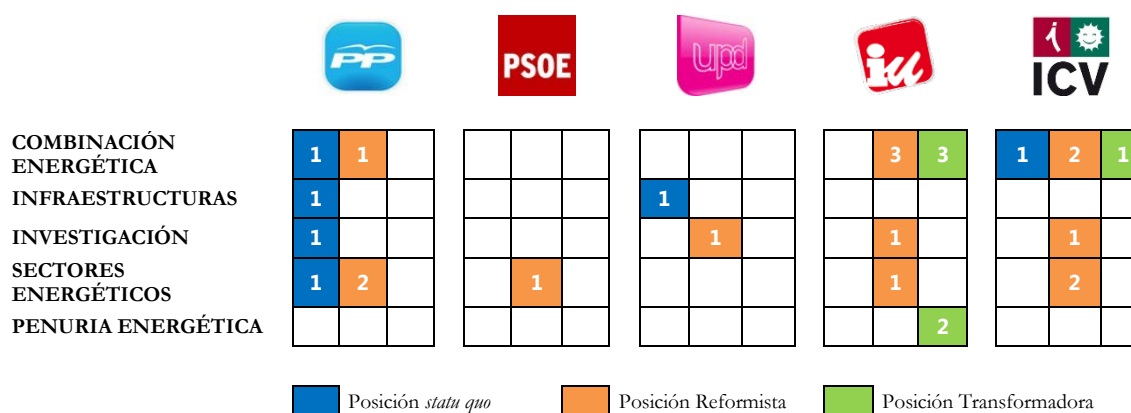 PP PSOE upd iu i ICV
COMBINACIÓN
ENERGÉTICA
1 1 3 3 1 2 1
INFRAESTRUCTURAS 1 1
INVESTIGACIÓN 1 1 1 1
SECTORES
ENERGÉTICOS
1 2 1 1 2
PENURIA ENERGÉTICA 2
Posición statu quo Posición Reformista Posición Transformadora